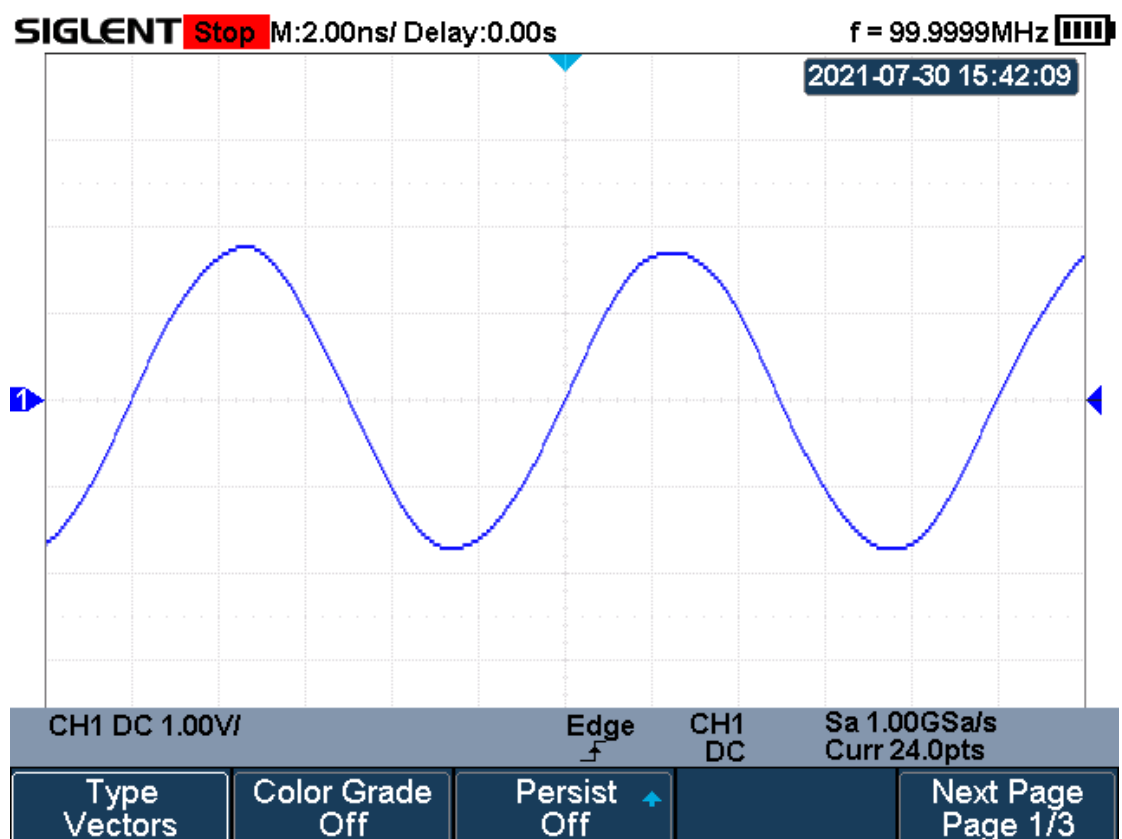 SIGLENT Stop M:2.00ns/ Delay:0.00s f = 99.9999MHz
2021-07-30 15:42:09
1
CH1 DC 1.00V/ Edge CH1 Sa 1.00GSa/s
DC Curr 24.0pts
Type Color Grade Persist Next Page
Vectors Off Off Page 1/3